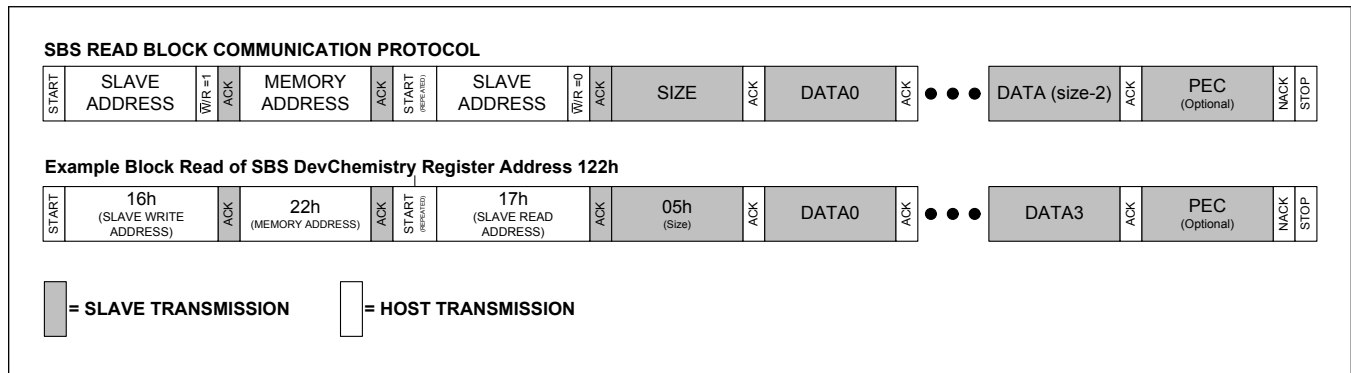 SBS READ BLOCK COMMUNICATION PROTOCOL
START
SLAVE
ADDRESS
W̅/R =1
ACK
MEMORY
ADDRESS
ACK
START
(REPEATED)
SLAVE
ADDRESS
W̅/R =0
ACK
SIZE
ACK
DATA0
ACK
DATA (size-2)
ACK
PEC
(Optional)
NACK
STOP
Example Block Read of SBS DevChemistry Register Address 122h
START
16h
(SLAVE WRITE
ADDRESS)
ACK
22h
(MEMORY ADDRESS)
ACK
START
(REPEATED)
17h
(SLAVE READ
ADDRESS)
ACK
05h
(Size)
ACK
DATA0
ACK
DATA3
ACK
PEC
(Optional)
NACK
STOP
= SLAVE TRANSMISSION
= HOST TRANSMISSION